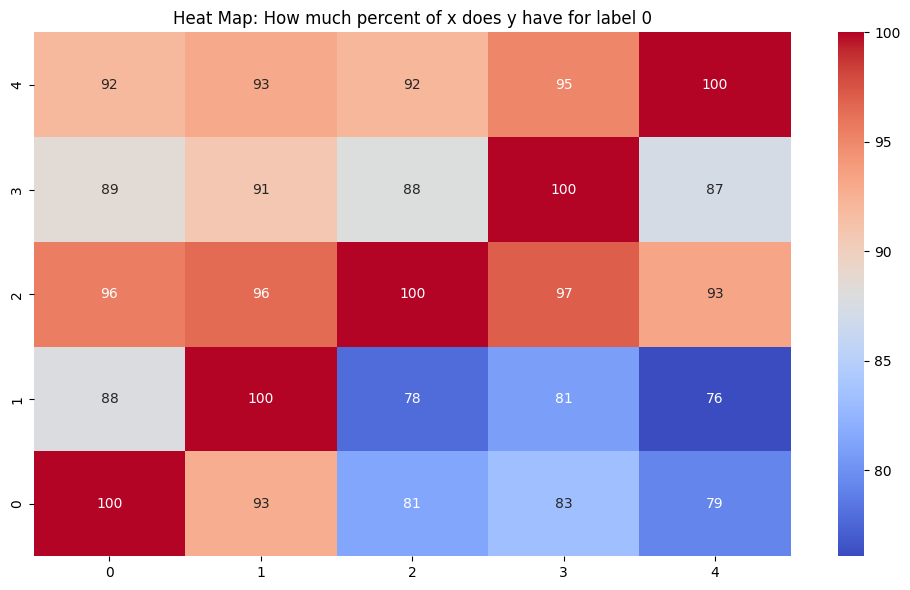 Heat Map: How much percent of x does y have for label 0
4 92 93 92 95 100
3 89 91 88 100 87
2 96 96 100 97 93
1 88 100 78 81 76
0 100 93 81 83 79
0 1 2 3 4
100
95
90
85
80